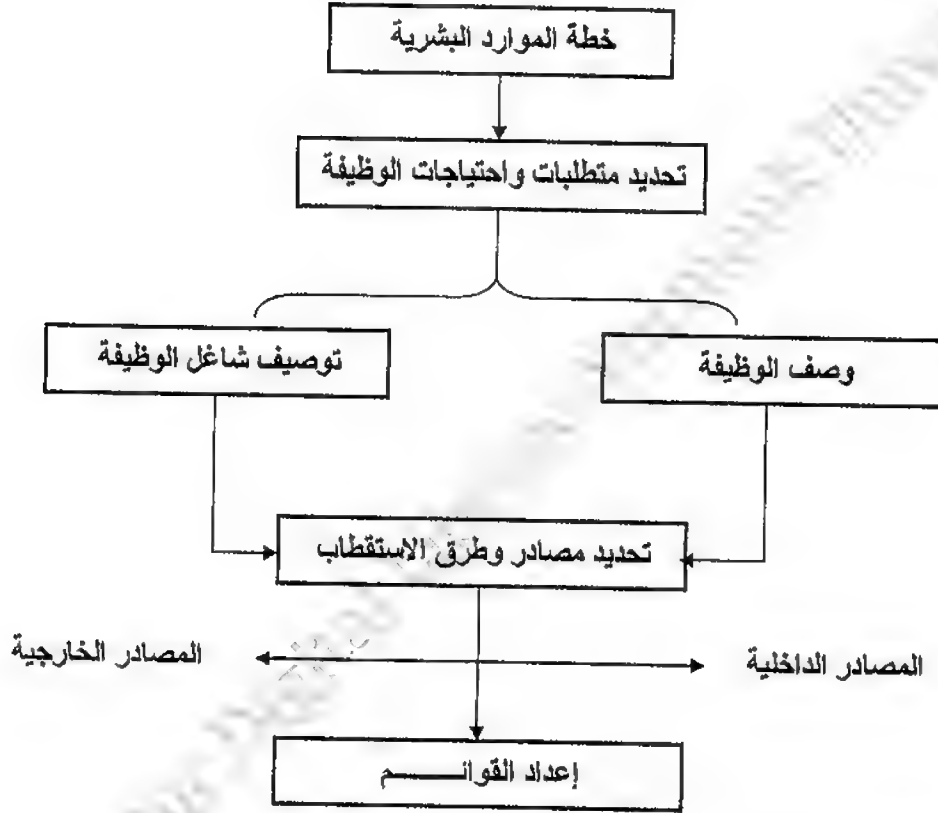 خطة الموارد البشرية
تحديد متطلبات واحتياجات الوظيفة
وصف الوظيفة
توصيف شاغل الوظيفة
تحديد مصادر وطرق الاستقطاب
المصادر الداخلية
المصادر الخارجية
إعداد القوائـــــــم